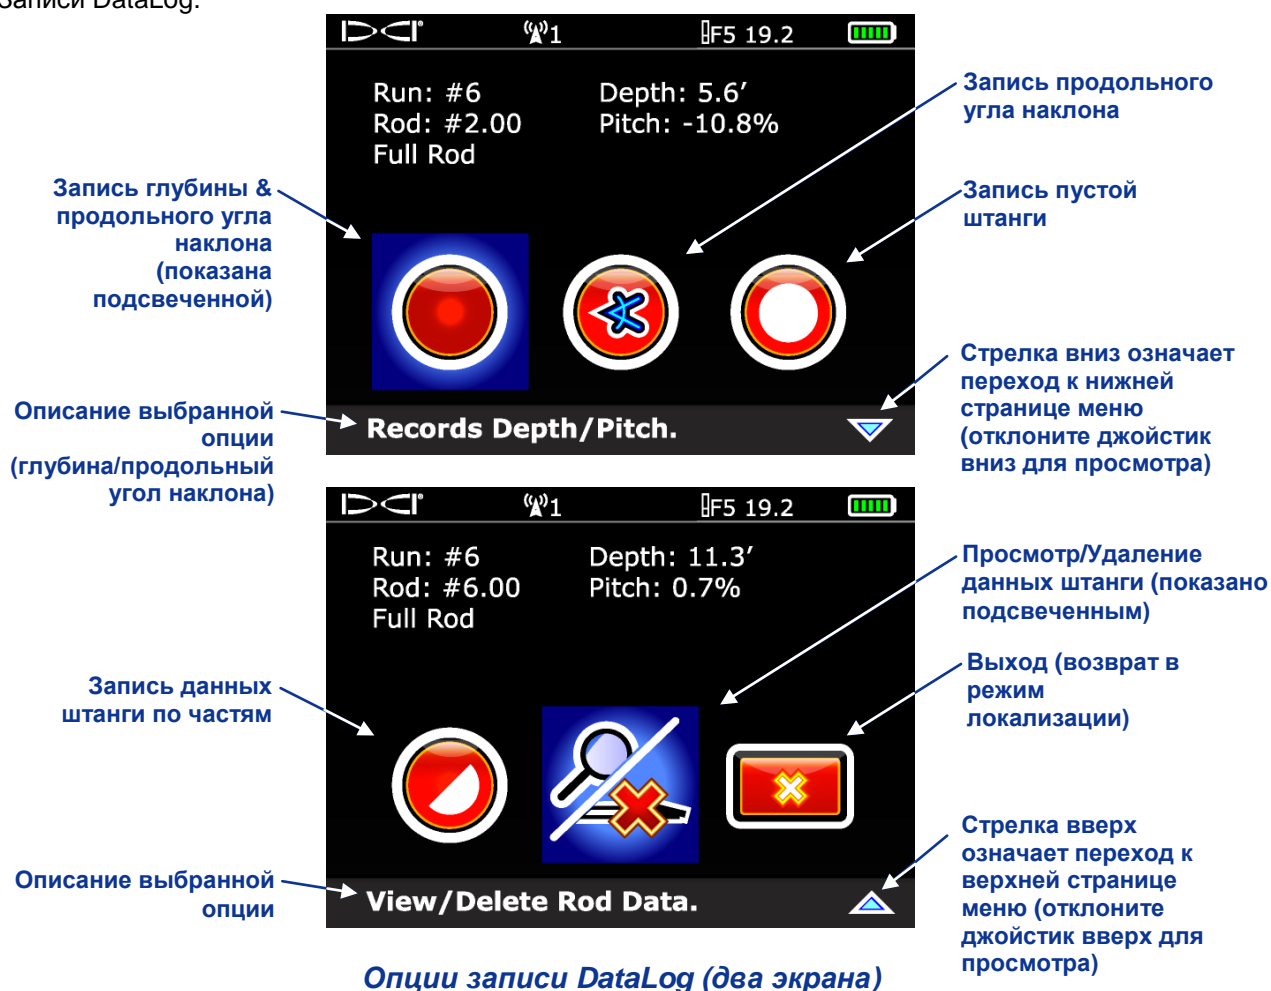 Записи DataLog.
DCI 1 F5 19.2
Run: #6 Depth: 5.6′
Rod: #2.00 Pitch: -10.8%
Full Rod
Запись продольного
угла наклона
Запись глубины &
продольного угла
наклона
(показана
подсвеченной)
Запись пустой
штанги
Стрелка вниз означает
переход к нижней
странице меню
(отклоните джойстик
вниз для просмотра)
Описание выбранной
опции
(глубина/продольный
угол наклона)
Records Depth/Pitch.
DCI 1 F5 19.2
Run: #6 Depth: 11.3′
Rod: #6.00 Pitch: 0.7%
Full Rod
Просмотр/Удаление
данных штанги (показано
подсвеченным)
Запись данных
штанги по частям
Выход (возврат в
режим
локализации)
Описание выбранной
опции
View/Delete Rod Data.
Стрелка вверх
означает переход к
верхней странице
меню (отклоните
джойстик вверх для
просмотра)
Опции записи DataLog (два экрана)